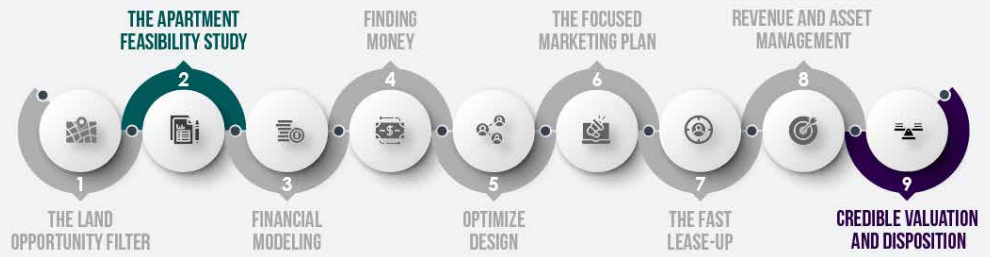 THE APARTMENT
FEASIBILITY STUDY
FINDING
MONEY
THE FOCUSED
MARKETING PLAN
REVENUE AND ASSET
MANAGEMENT
2
4
6
8
$
1
3
5
7
9
THE LAND
OPPORTUNITY FILTER
FINANCIAL
MODELING
OPTIMIZE
DESIGN
THE FAST
LEASE-UP
CREDIBLE VALUATION
AND DISPOSITION